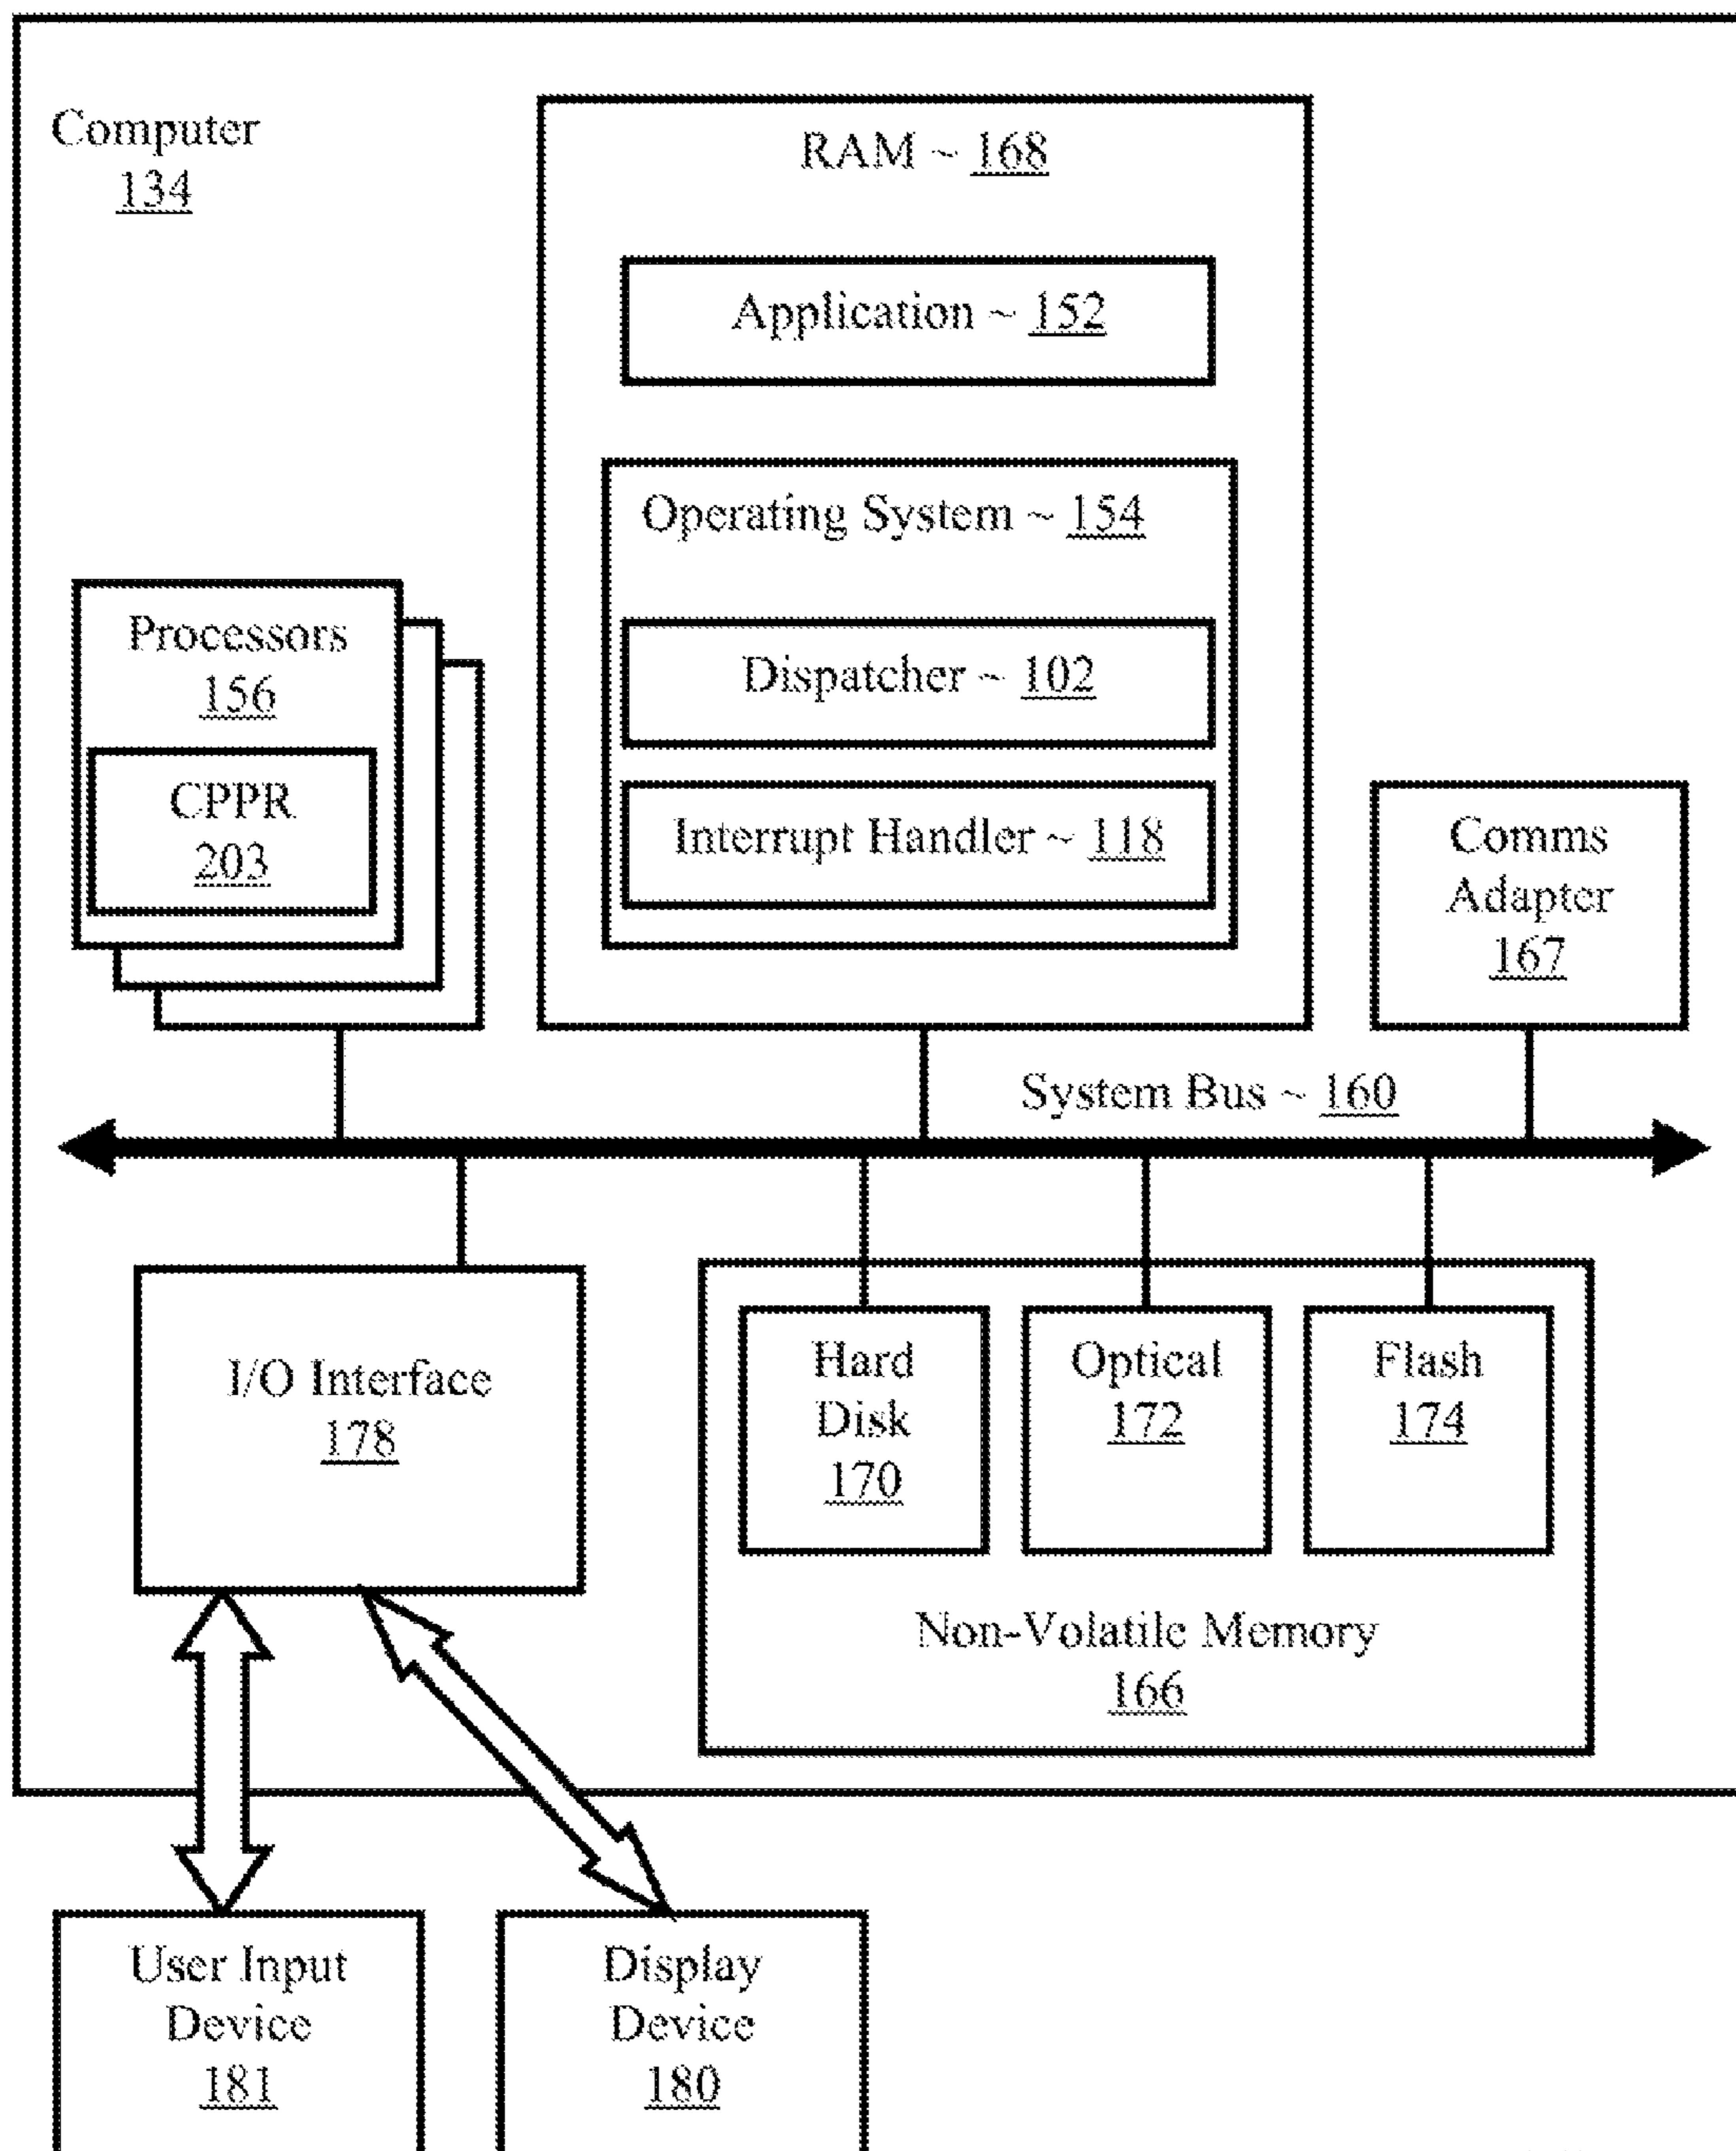 Computer
134
RAM ~ 168
Application ~ 152
Operating System ~ 154
Dispatcher ~ 102
Interrupt Handler ~ 118
Processors
156
CPPR
203
Comms
Adapter
167
System Bus ~ 160
I/O Interface
178
Hard
Disk
170
Optical
172
Flash
174
Non-Volatile Memory
166
User Input
Device
181
Display
Device
180